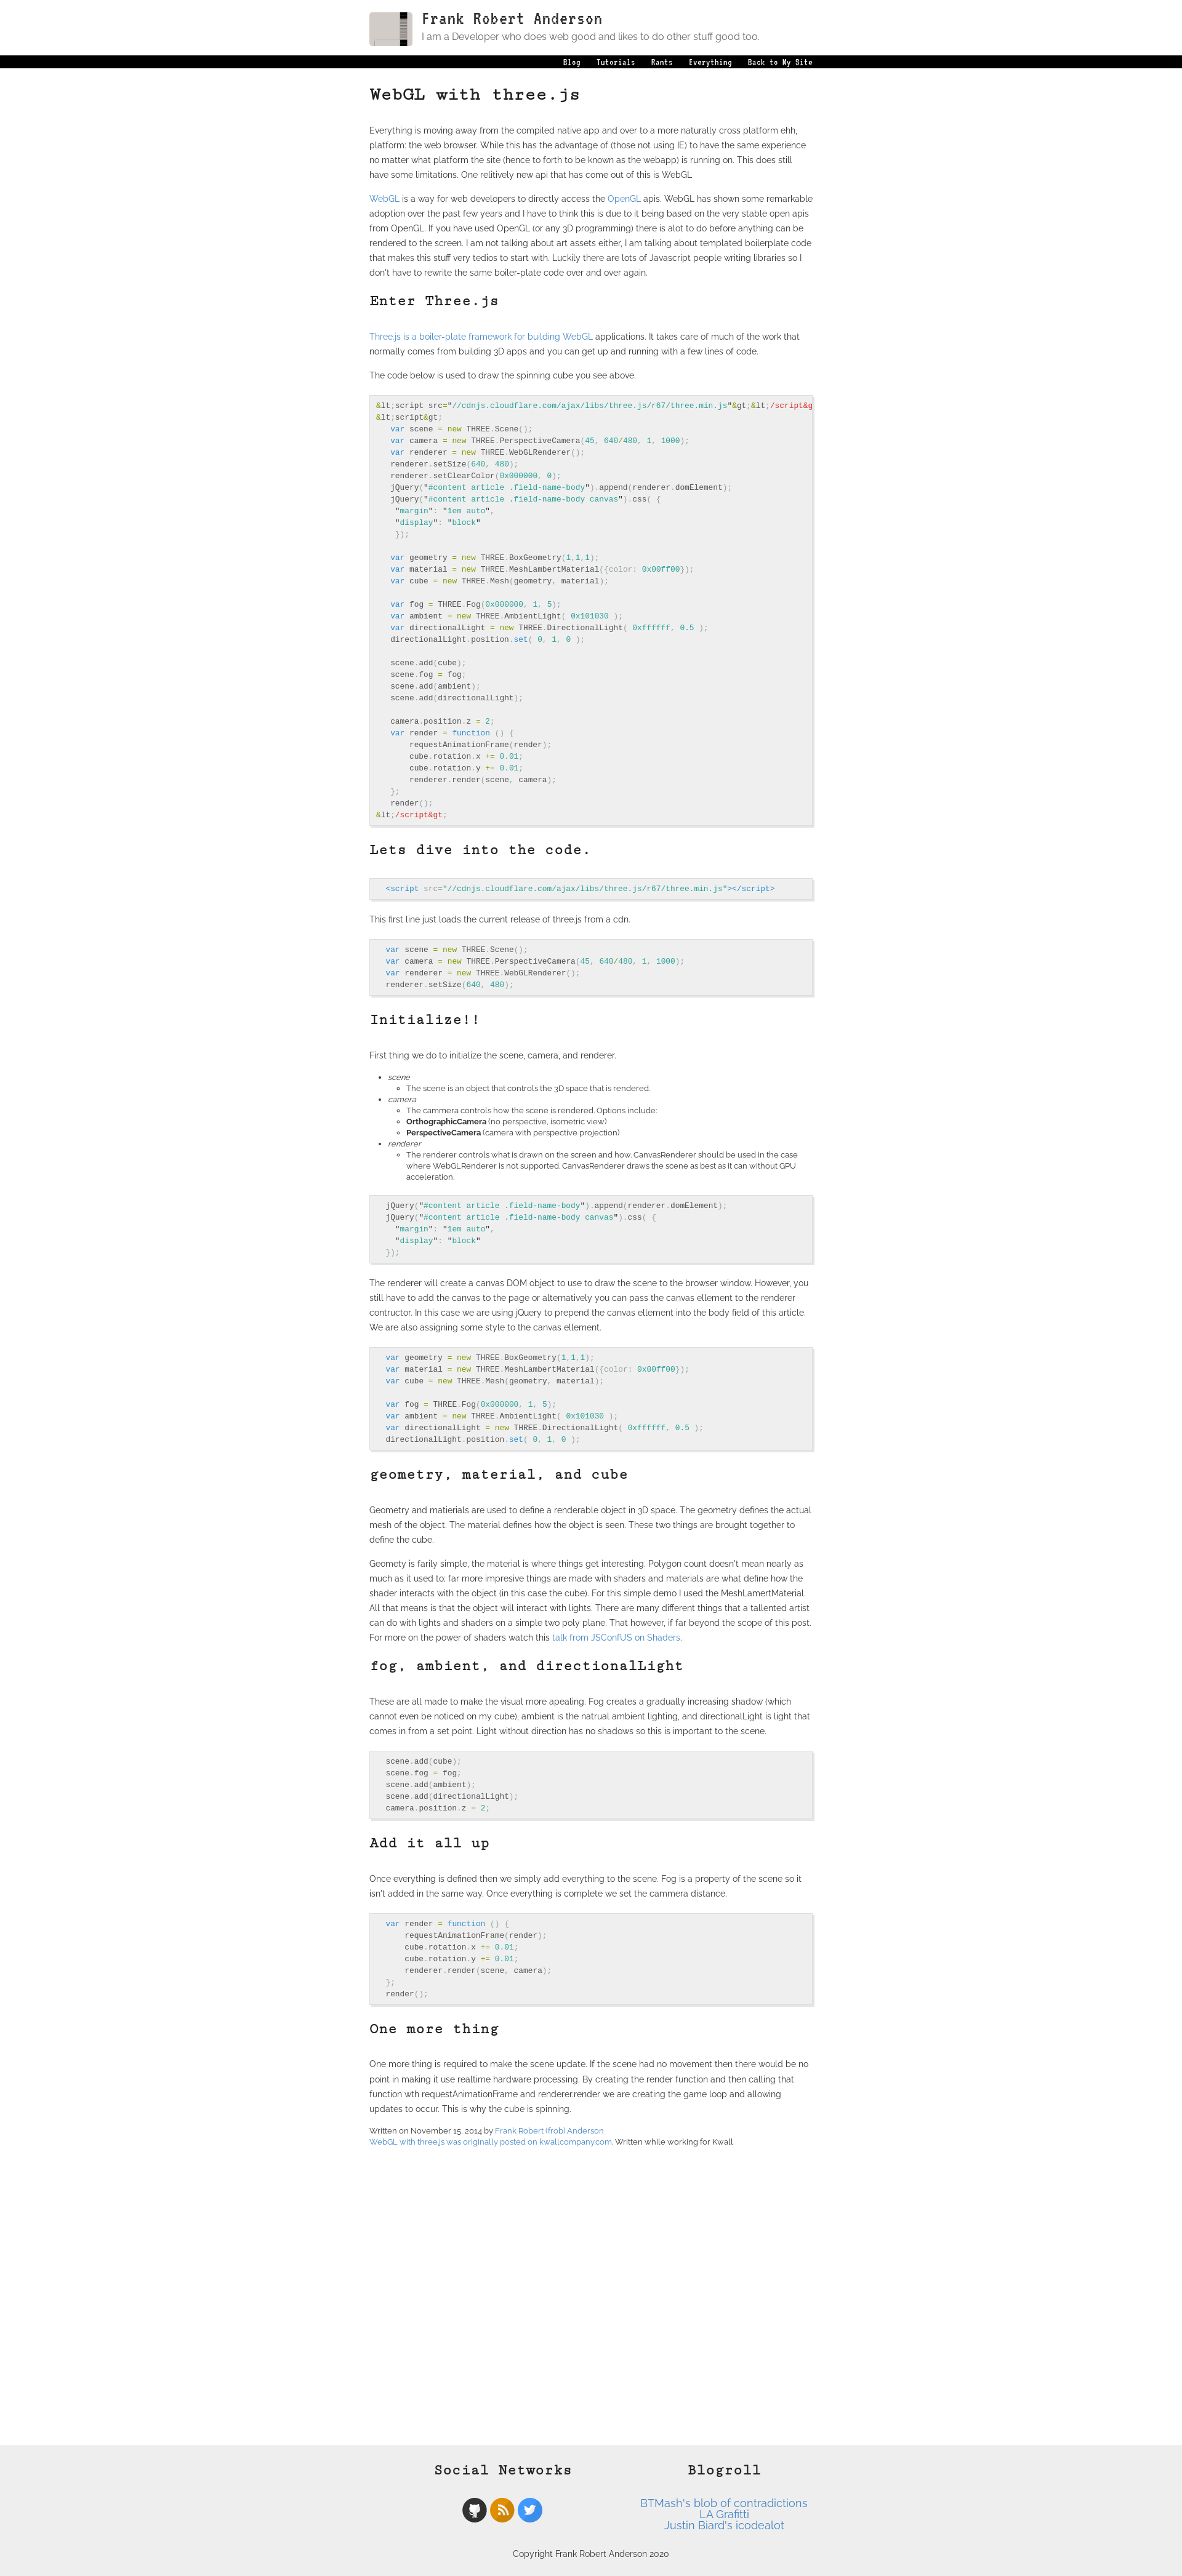 Frank Robert Anderson
I am a Developer who does web good and likes to do other stuff good too.
Blog Tutorials Rants Everything Back to My Site
WebGL with three.js
Everything is moving away from the compiled native app and over to a more naturally cross platform ehh,
platform: the web browser. While this has the advantage of (those not using IE) to have the same experience
no matter what platform the site (hence to forth to be known as the webapp) is running on. This does still
have some limitations. One relitively new api that has come out of this is WebGL
WebGL is a way for web developers to directly access the OpenGL apis. WebGL has shown some remarkable
adoption over the past few years and I have to think this is due to it being based on the very stable open apis
from OpenGL. If you have used OpenGL (or any 3D programming) there is alot to do before anything can be
rendered to the screen. I am not talking about art assets either, I am talking about templated boilerplate code
that makes this stuff very tedios to start with. Luckily there are lots of Javascript people writing libraries so I
don't have to rewrite the same boiler-plate code over and over again.
Enter Three.js
Three.js is a boiler-plate framework for building WebGL applications. It takes care of much of the work that
normally comes from building 3D apps and you can get up and running with a few lines of code.
The code below is used to draw the spinning cube you see above.
&lt;script src="//cdnjs.cloudflare.com/ajax/libs/three.js/r67/three.min.js"&gt;&lt;/script&g
&lt;script&gt;
var scene = new THREE.Scene();
var camera = new THREE.PerspectiveCamera(45, 640/480, 1, 1000);
var renderer = new THREE.WebGLRenderer();
renderer.setSize(640, 480);
renderer.setClearColor(0x000000, 0);
jQuery("#content article .field-name-body").append(renderer.domElement);
jQuery("#content article .field-name-body canvas").css( {
"margin": "1em auto",
"display": "block"
});
var geometry = new THREE.BoxGeometry(1,1,1);
var material = new THREE.MeshLambertMaterial({color: 0x00ff00});
var cube = new THREE.Mesh(geometry, material);
var fog = THREE.Fog(0x000000, 1, 5);
var ambient = new THREE.AmbientLight( 0x101030 );
var directionalLight = new THREE.DirectionalLight( 0xffffff, 0.5 );
directionalLight.position.set( 0, 1, 0 );
scene.add(cube);
scene.fog = fog;
scene.add(ambient);
scene.add(directionalLight);
camera.position.z = 2;
var render = function () {
requestAnimationFrame(render);
cube.rotation.x += 0.01;
cube.rotation.y += 0.01;
renderer.render(scene, camera);
};
render();
&lt;/script&gt;
Lets dive into the code.
<script src="//cdnjs.cloudflare.com/ajax/libs/three.js/r67/three.min.js"></script>
This first line just loads the current release of three.js from a cdn.
var scene = new THREE.Scene();
var camera = new THREE.PerspectiveCamera(45, 640/480, 1, 1000);
var renderer = new THREE.WebGLRenderer();
renderer.setSize(640, 480);
Initialize!!
First thing we do to initialize the scene, camera, and renderer.
• scene
◦ The scene is an object that controls the 3D space that is rendered.
• camera
◦ The cammera controls how the scene is rendered. Options include:
◦ OrthographicCamera (no perspective, isometric view)
◦ PerspectiveCamera (camera with perspective projection)
• renderer
◦ The renderer controls what is drawn on the screen and how. CanvasRenderer should be used in the case
where WebGLRenderer is not supported. CanvasRenderer draws the scene as best as it can without GPU
acceleration.
jQuery("#content article .field-name-body").append(renderer.domElement);
jQuery("#content article .field-name-body canvas").css( {
"margin": "1em auto",
"display": "block"
});
The renderer will create a canvas DOM object to use to draw the scene to the browser window. However, you
still have to add the canvas to the page or alternatively you can pass the canvas ellement to the renderer
contructor. In this case we are using jQuery to prepend the canvas ellement into the body field of this article.
We are also assigning some style to the canvas ellement.
var geometry = new THREE.BoxGeometry(1,1,1);
var material = new THREE.MeshLambertMaterial({color: 0x00ff00});
var cube = new THREE.Mesh(geometry, material);
var fog = THREE.Fog(0x000000, 1, 5);
var ambient = new THREE.AmbientLight( 0x101030 );
var directionalLight = new THREE.DirectionalLight( 0xffffff, 0.5 );
directionalLight.position.set( 0, 1, 0 );
geometry, material, and cube
Geometry and matierials are used to define a renderable object in 3D space. The geometry defines the actual
mesh of the object. The material defines how the object is seen. These two things are brought together to
define the cube.
Geomety is farily simple, the material is where things get interesting. Polygon count doesn't mean nearly as
much as it used to; far more impresive things are made with shaders and materials are what define how the
shader interacts with the object (in this case the cube). For this simple demo I used the MeshLamertMaterial.
All that means is that the object will interact with lights. There are many different things that a tallented artist
can do with lights and shaders on a simple two poly plane. That however, if far beyond the scope of this post.
For more on the power of shaders watch this talk from JSConfUS on Shaders.
fog, ambient, and directionalLight
These are all made to make the visual more apealing. Fog creates a gradually increasing shadow (which
cannot even be noticed on my cube), ambient is the natrual ambient lighting, and directionalLight is light that
comes in from a set point. Light without direction has no shadows so this is important to the scene.
scene.add(cube);
scene.fog = fog;
scene.add(ambient);
scene.add(directionalLight);
camera.position.z = 2;
Add it all up
Once everything is defined then we simply add everything to the scene. Fog is a property of the scene so it
isn't added in the same way. Once everything is complete we set the cammera distance.
var render = function () {
requestAnimationFrame(render);
cube.rotation.x += 0.01;
cube.rotation.y += 0.01;
renderer.render(scene, camera);
};
render();
One more thing
One more thing is required to make the scene update. If the scene had no movement then there would be no
point in making it use realtime hardware processing. By creating the render function and then calling that
function wth requestAnimationFrame and renderer.render we are creating the game loop and allowing
updates to occur. This is why the cube is spinning.
Written on November 15, 2014 by Frank Robert (frob) Anderson
WebGL with three.js was originally posted on kwallcompany.com. Written while working for Kwall
Social Networks
Blogroll
BTMash's blob of contradictions
LA Grafitti
Justin Biard's icodealot
Copyright Frank Robert Anderson 2020